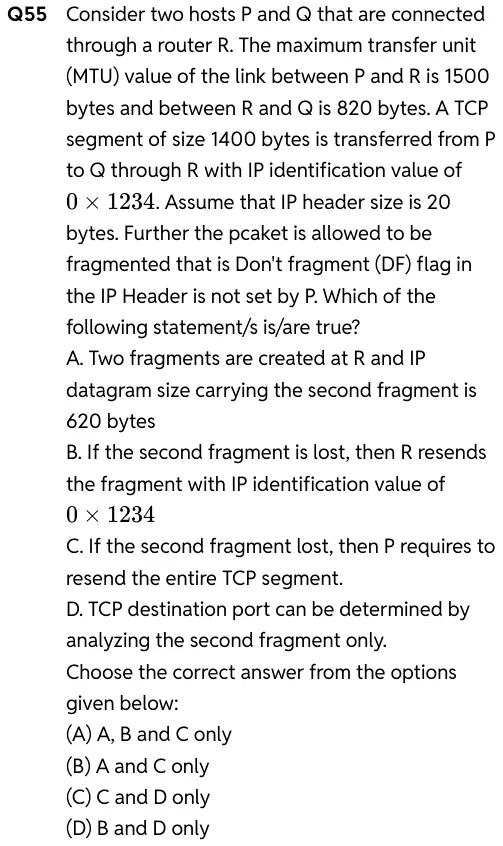 Q55 Consider two hosts P and Q that are connected
through a router R. The maximum transfer unit
(MTU) value of the link between P and R is 1500
bytes and between R and Q is 820 bytes. A TCP
segment of size 1400 bytes is transferred from P
to Q through R with IP identification value of
0 × 1234. Assume that IP header size is 20
bytes. Further the pcaket is allowed to be
fragmented that is Don't fragment (DF) flag in
the IP Header is not set by P. Which of the
following statement/s is/are true?
A. Two fragments are created at R and IP
datagram size carrying the second fragment is
620 bytes
B. If the second fragment is lost, then R resends
the fragment with IP identification value of
0 × 1234
C. If the second fragment lost, then P requires to
resend the entire TCP segment.
D. TCP destination port can be determined by
analyzing the second fragment only.
Choose the correct answer from the options
given below:
(A) A, B and C only
(B) A and C only
(C) C and D only
(D) B and D only